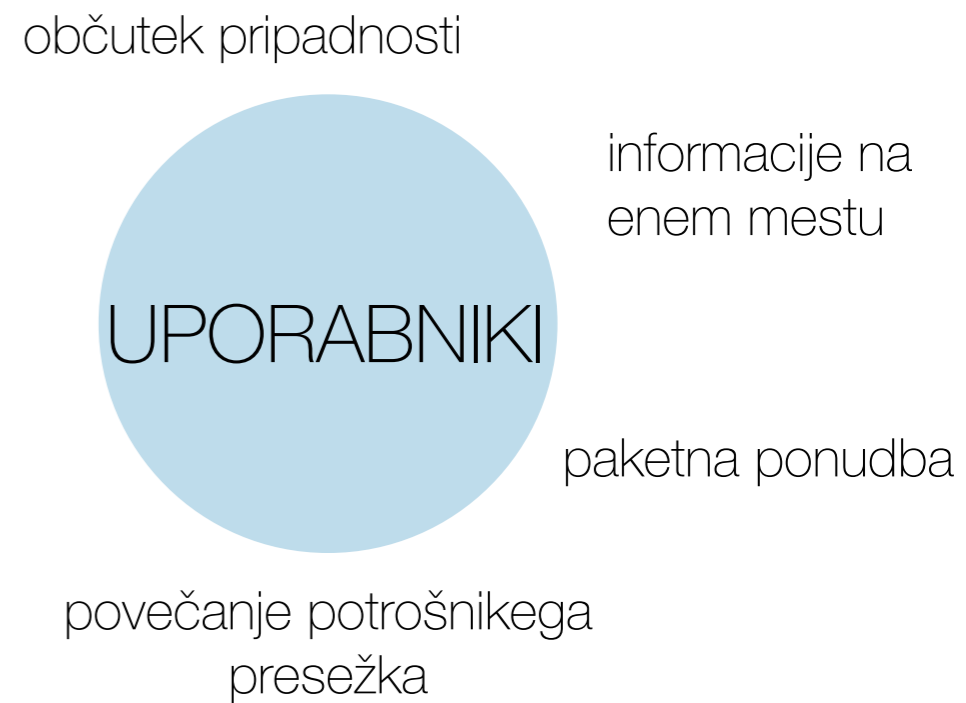 občutek pripadnosti
informacije na
enem mestu
UPORABNIKI
paketna ponudba
povečanje potrošnikega
presežka